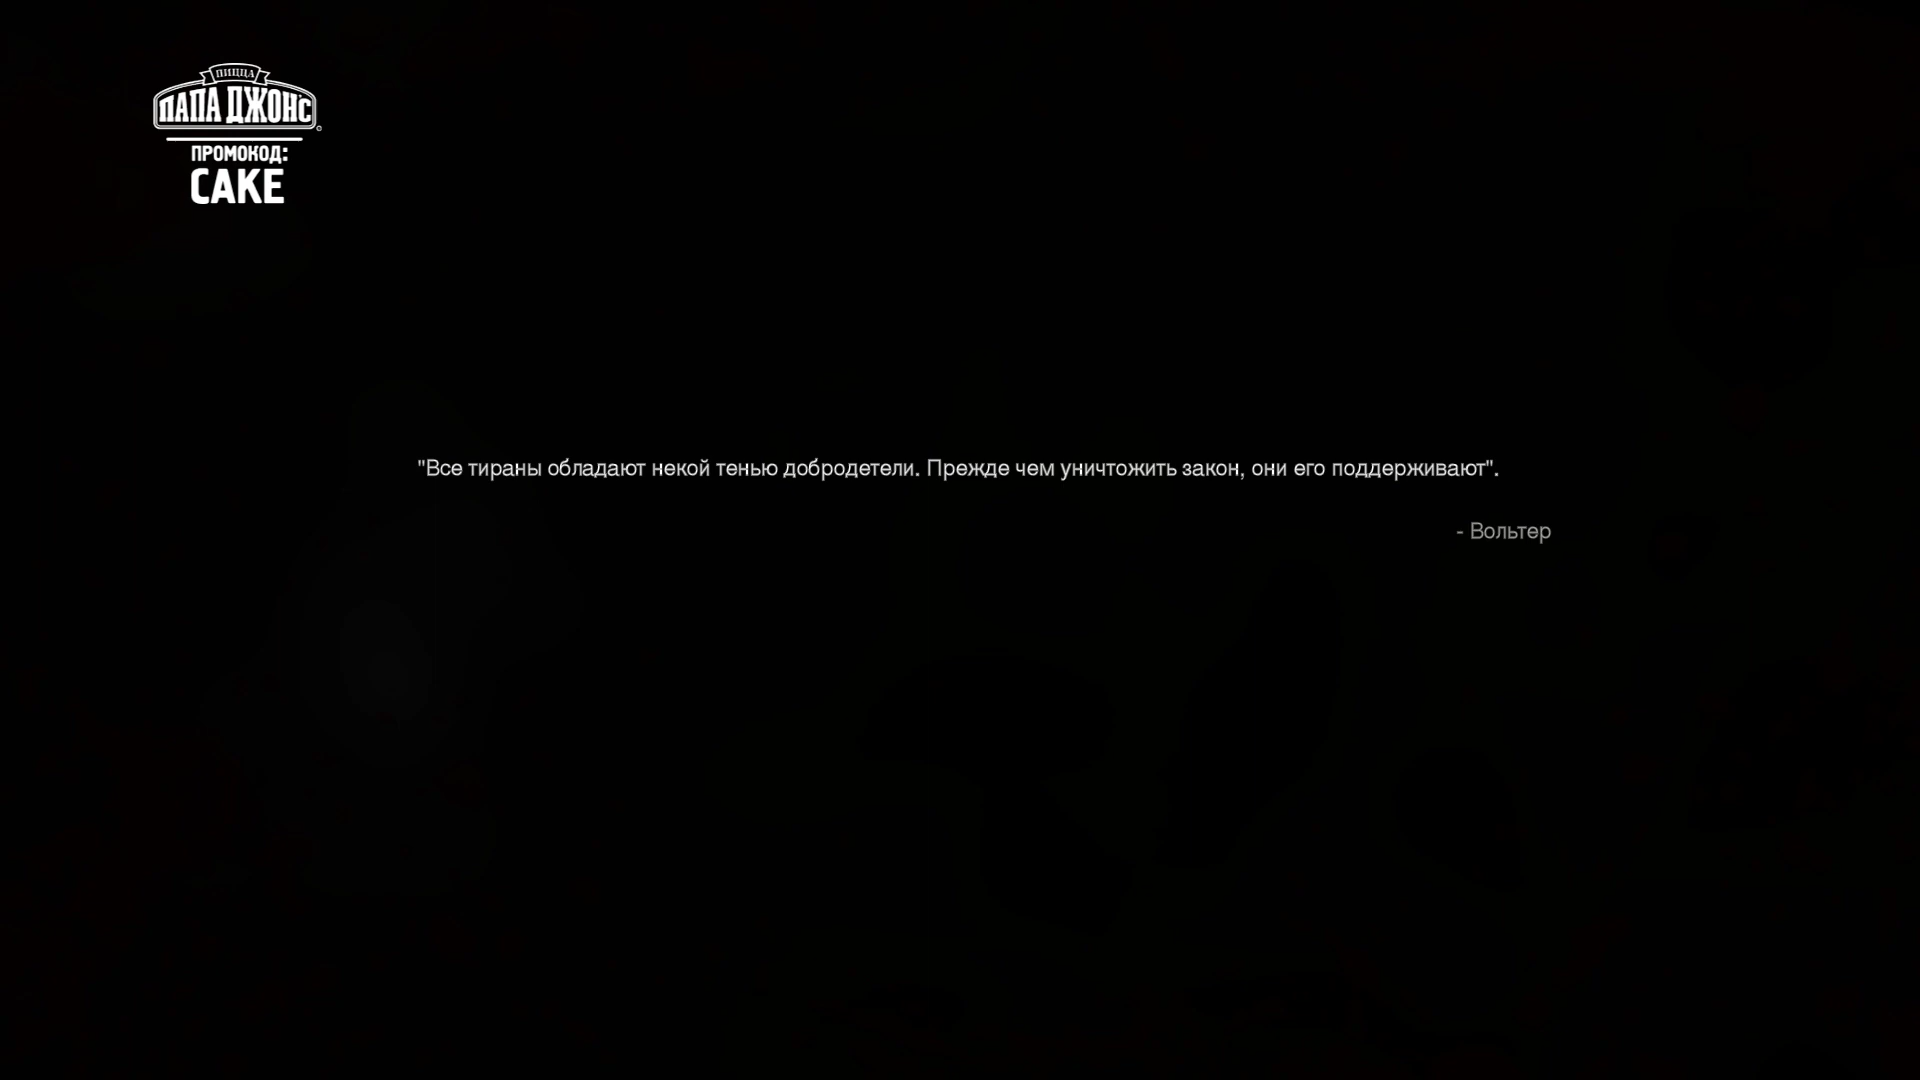 ПИЦЦА
ПАПА ДЖОНС
ПРОМОКОД:
CAKE
"Все тираны обладают некой тенью добродетели. Прежде чем уничтожить закон, они его поддерживают".
- Вольтер